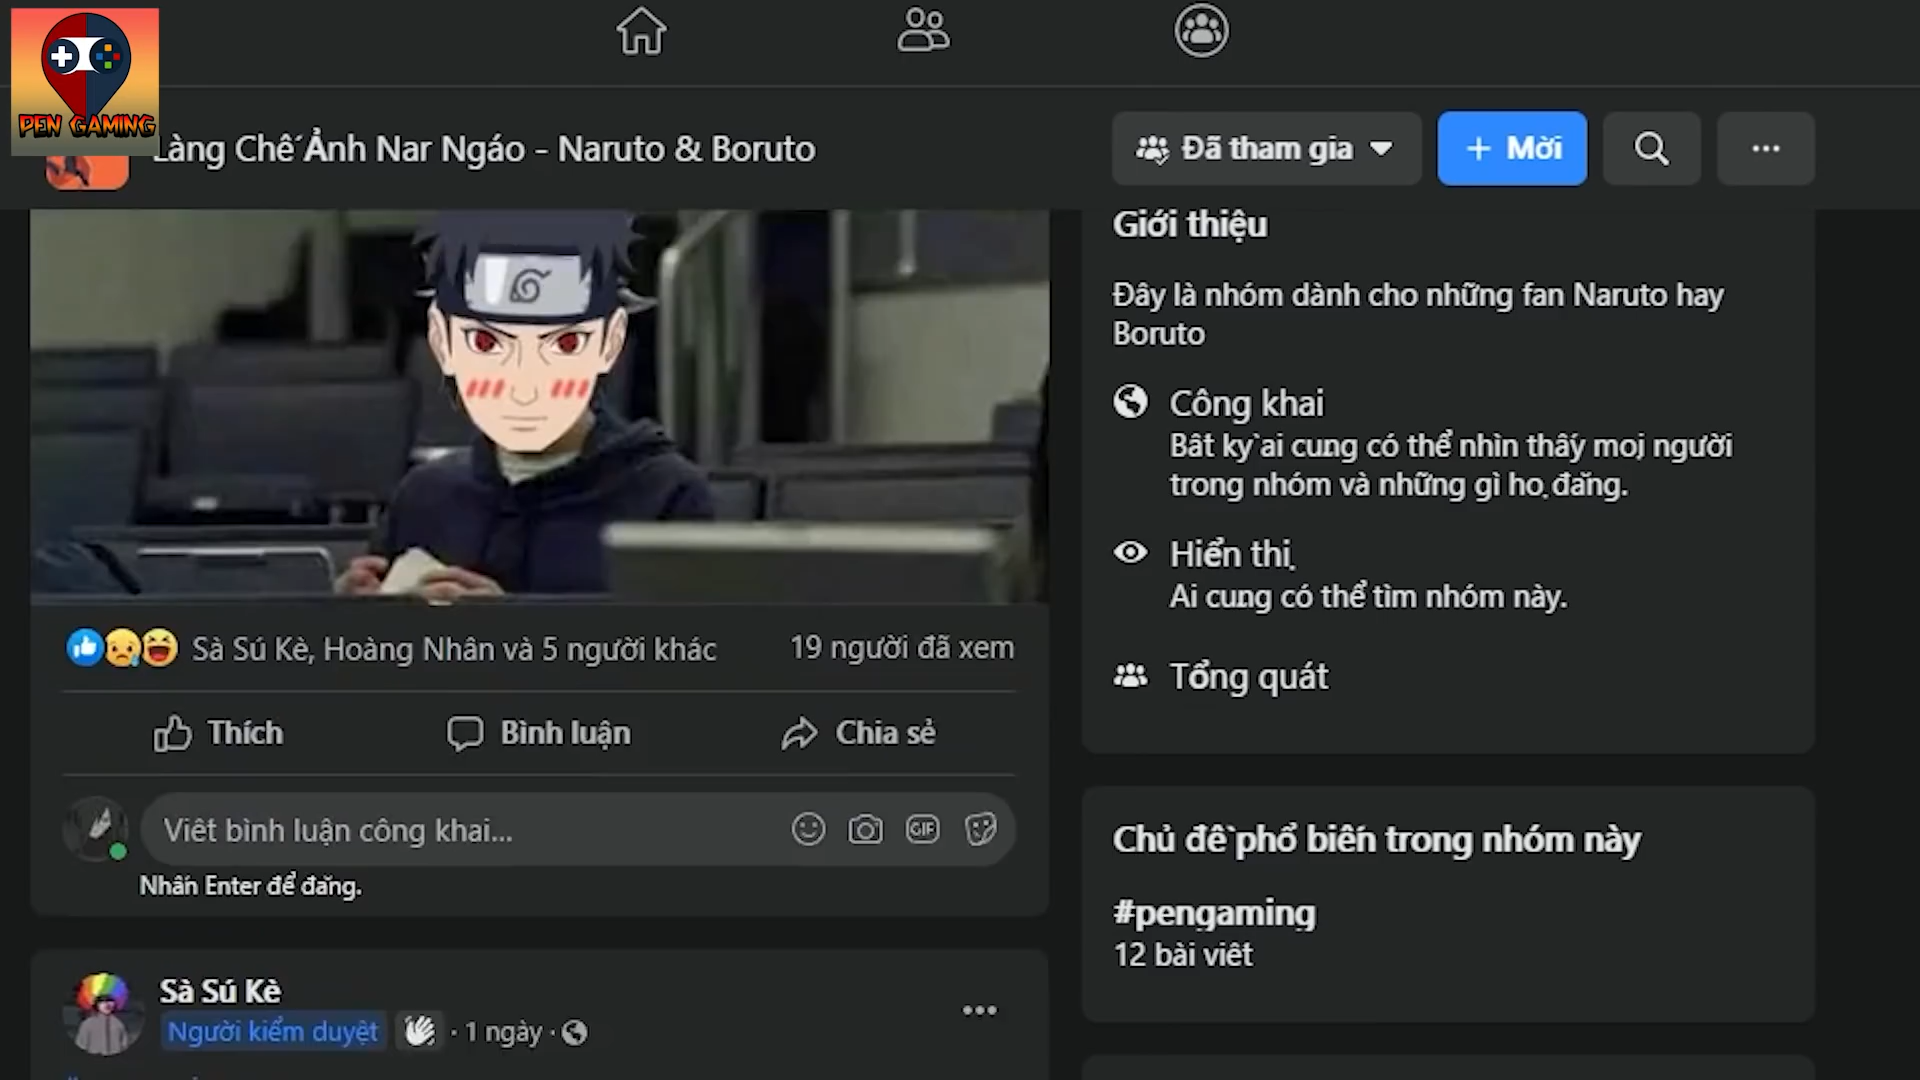 PEN GAMING
Làng Chế Ảnh Nar Ngáo - Naruto & Boruto
Đã tham gia
+ Mời
Giới thiệu
Đây là nhóm dành cho những fan Naruto hay
Boruto
Công khai
Bất kỳ ai cũng có thể nhìn thấy mọi người
trong nhóm và những gì họ đăng.
Hiển thị
Ai cũng có thể tìm nhóm này.
Tổng quát
Sà Sú Kè, Hoàng Nhân và 5 người khác
19 người đã xem
Thích
Bình luận
Chia sẻ
Viết bình luận công khai...
GIF
Nhấn Enter để đăng.
Chủ đề phổ biến trong nhóm này
#pengaming
12 bài viết
Sà Sú Kè
Người kiểm duyệt · 1 ngày ·